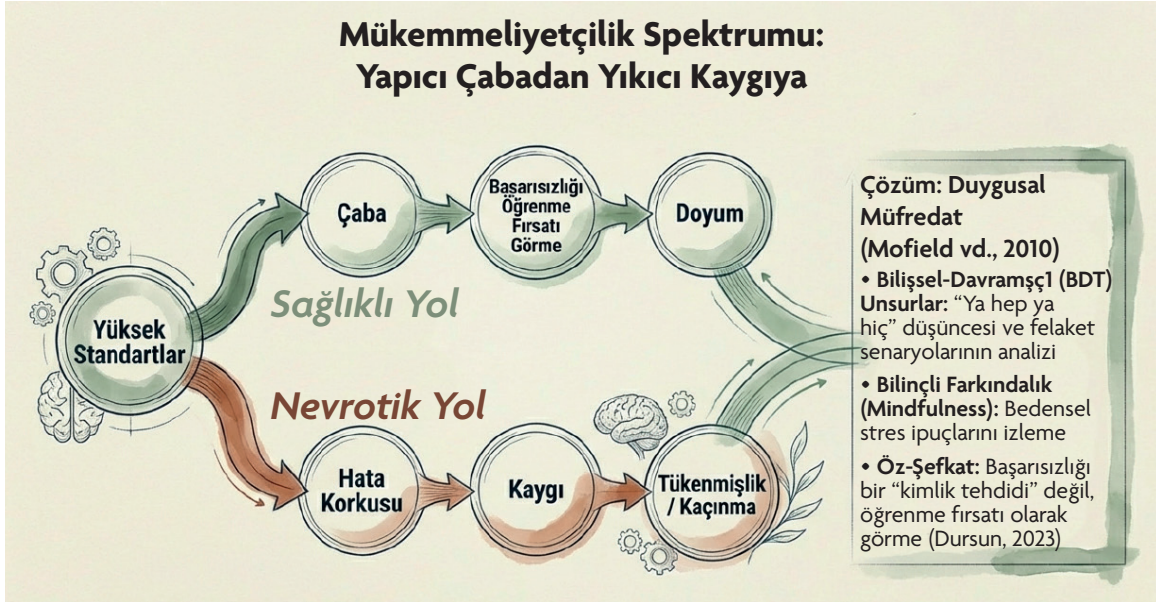 Mükemmeliyetçilik Spektrumu:
Yapıcı Çabadan Yıkıcı Kaygıya
Yüksek
Standartlar
Sağlıklı Yol
Çaba
Başarısızlığı
Öğrenme
Fırsatı
Görme
Doyum
Nevrotik Yol
Hata
Korkusu
Kaygı
Tükenmişlik
/ Kaçınma
Çözüm: Duygusal
Müfredat
(Mofield vd., 2010)
• Bilişsel-Davramşç1 (BDT)
Unsurlar: “Ya hep ya
hiç” düşüncesi ve felaket
senaryolarının analizi
• Bilinçli Farkındalık
(Mindfulness): Bedensel
stres ipuçlarını izleme
• Öz-Şefkat: Başarısızlığı
bir “kimlik tehdidi” değil,
öğrenme fırsatı olarak
görme (Dursun, 2023)